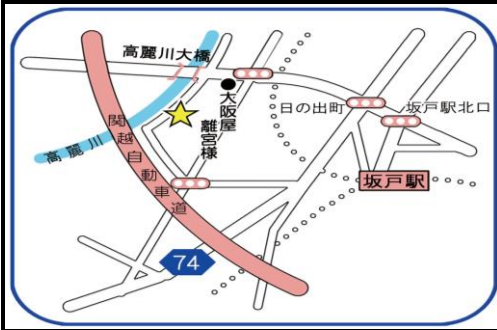 高麗川大橋
大阪屋
離宮様
日の出町
坂戸駅北口
高麗川
関越自動車道
坂戸駅
74